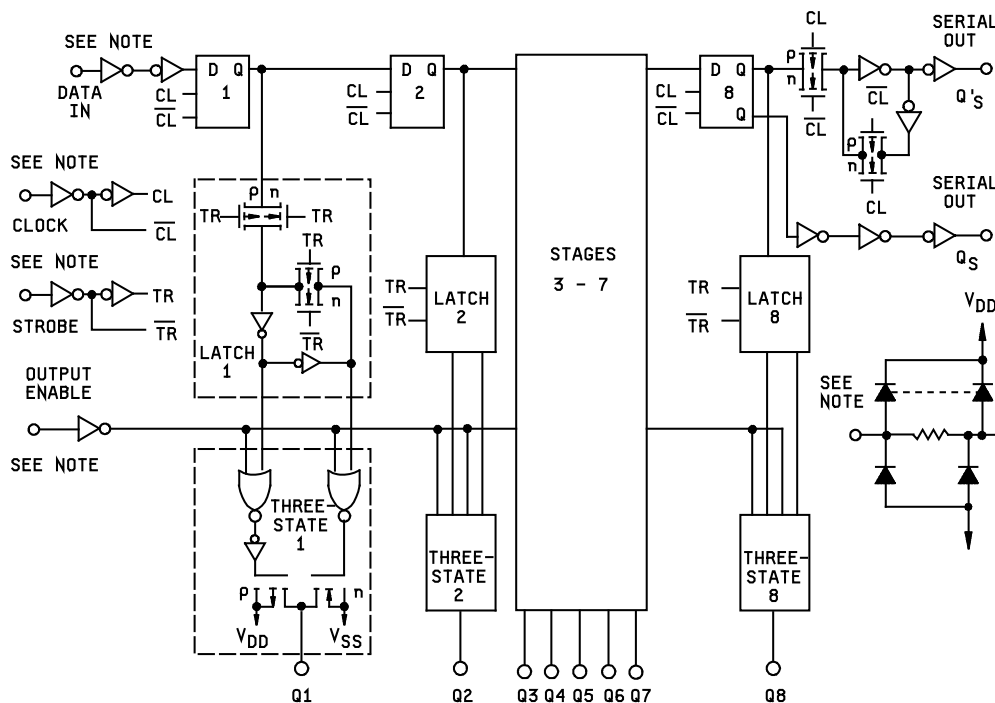 CL
SEE NOTE
SERIAL
OUT
p
D Q
1
D Q
2
D Q
8
Q
n
DATA
IN
CL
CL
CL
CL
CL
CL
CL
CL
Q'S
p
n
CL
SEE NOTE
CLOCK
CL
CL
SERIAL
OUT
QS
p n
TR
TR
TR
p
n
TR
LATCH
1
SEE NOTE
STROBE
TR
TR
STAGES
3 - 7
TR
TR
LATCH
2
TR
TR
LATCH
8
VDD
SEE
NOTE
OUTPUT
ENABLE
SEE NOTE
THREE-
STATE
1
p
n
VDD
VSS
THREE-
STATE
2
THREE-
STATE
8
Q1
Q2
Q3 Q4 Q5 Q6 Q7
Q8